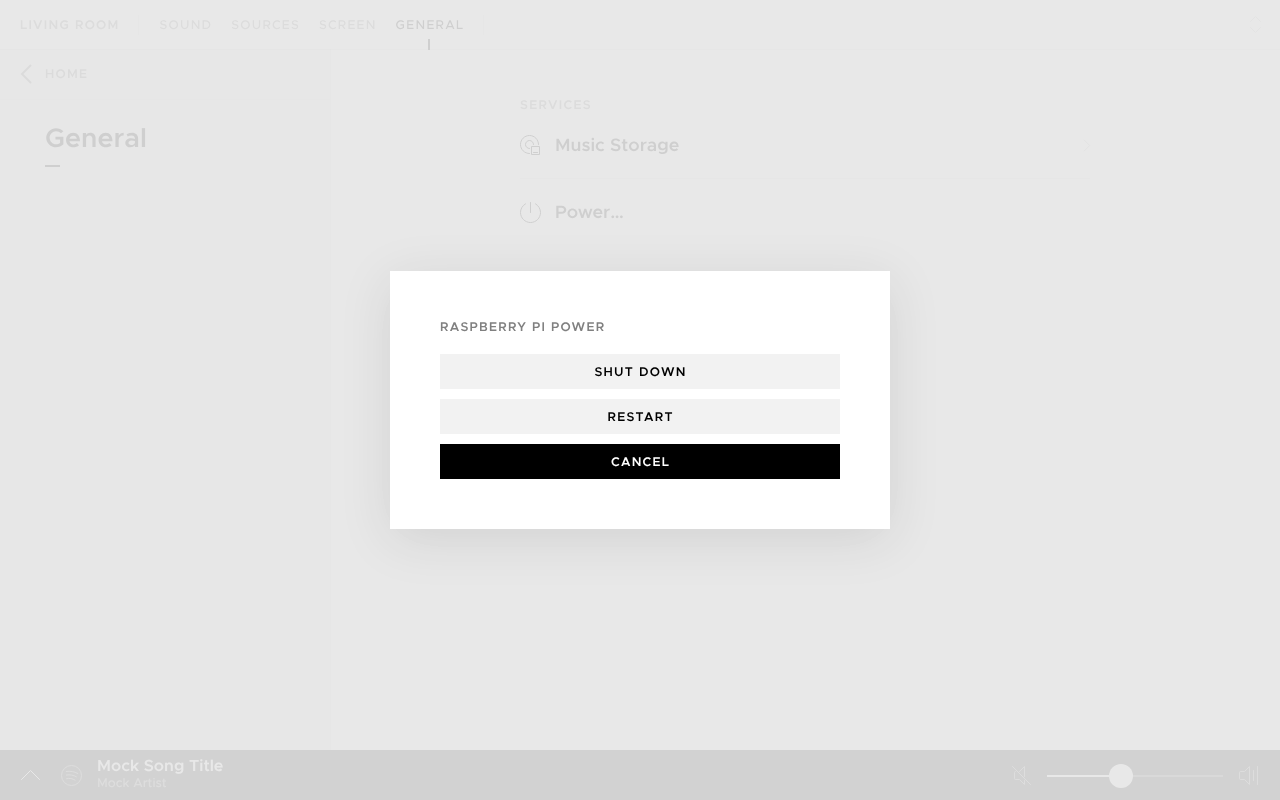 LIVING ROOM SOUND SOURCES SCREEN GENERAL
HOME
General
SERVICES
Music Storage
Power...
RASPBERRY PI POWER
SHUT DOWN
RESTART
CANCEL
Mock Song Title
Mock Artist